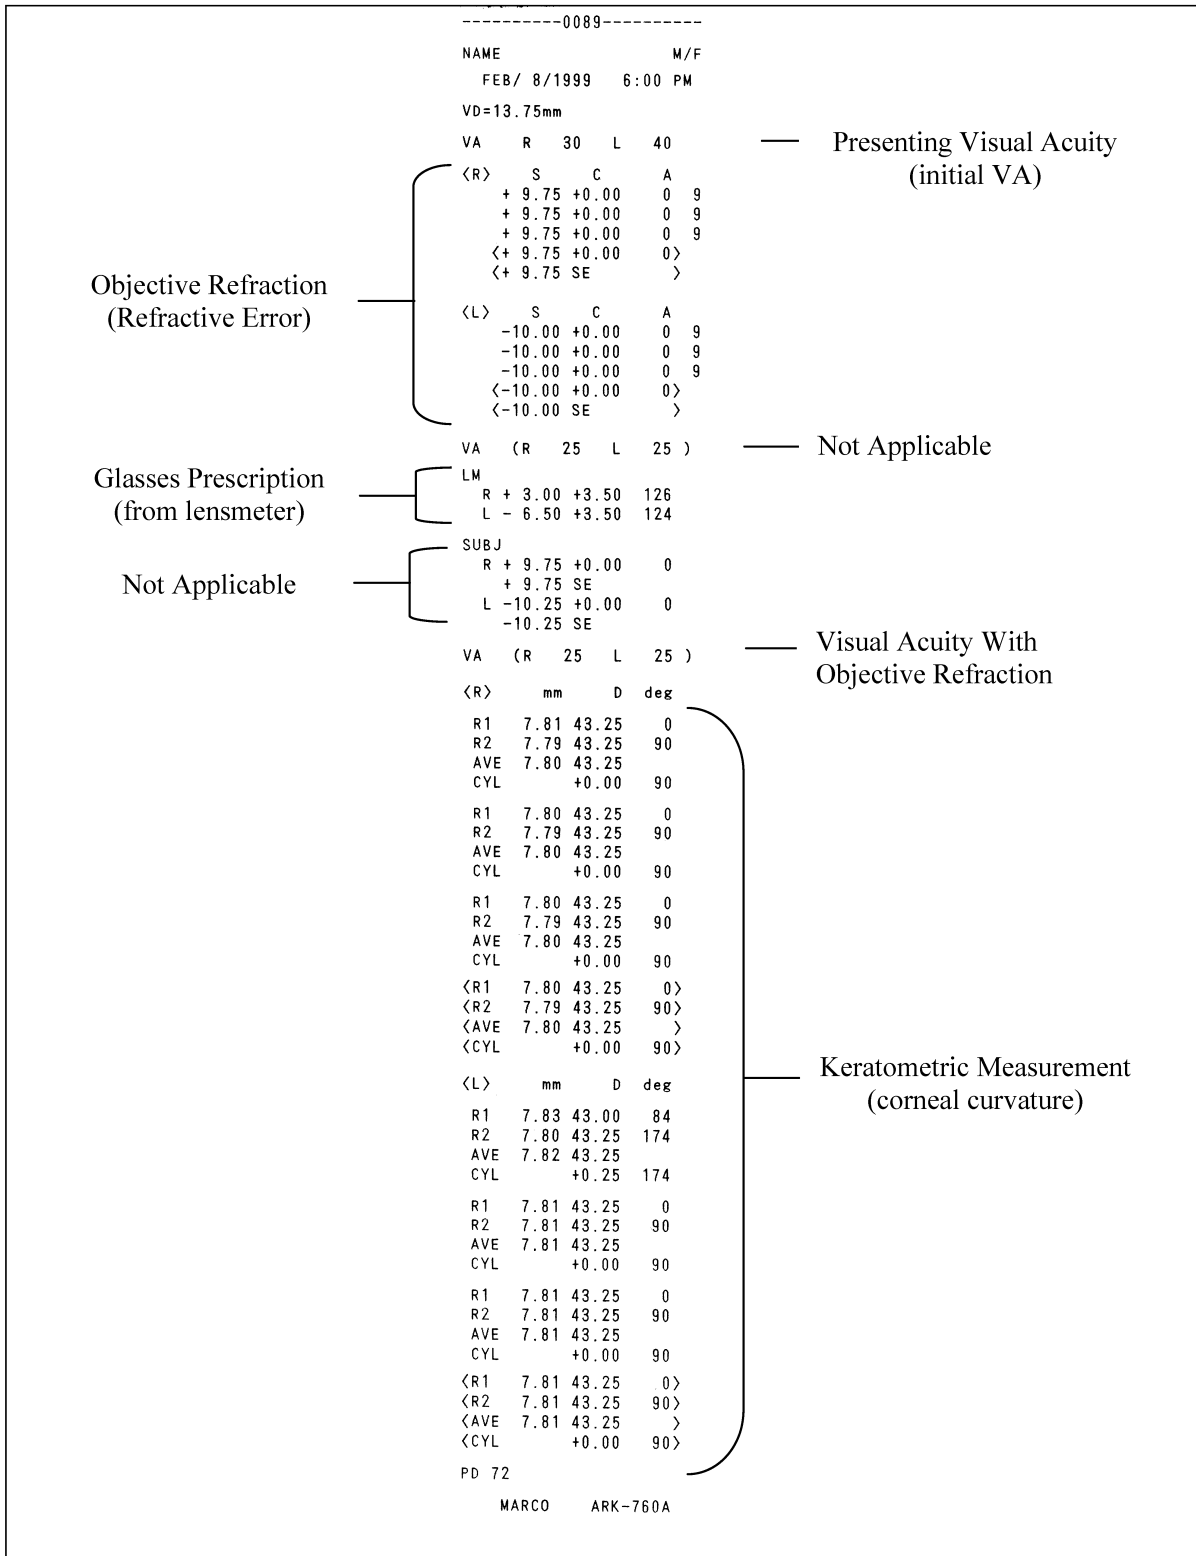 ----------0089----------
NAME M/F
FEB/ 8/1999 6:00 PM
VD=13.75mm
VA R 30 L 40
Presenting Visual Acuity
(initial VA)
〈R〉 S C A
+ 9.75 +0.00 0 9
+ 9.75 +0.00 0 9
+ 9.75 +0.00 0 9
〈+ 9.75 +0.00 0〉
〈+ 9.75 SE 〉
Objective Refraction
(Refractive Error)
〈L〉 S C A
-10.00 +0.00 0 9
-10.00 +0.00 0 9
-10.00 +0.00 0 9
〈-10.00 +0.00 0〉
〈-10.00 SE 〉
VA (R 25 L 25 )
Not Applicable
Glasses Prescription
(from lensmeter)
LM
R + 3.00 +3.50 126
L - 6.50 +3.50 124
SUBJ
R + 9.75 +0.00 0
+ 9.75 SE
L -10.25 +0.00 0
-10.25 SE
Not Applicable
VA (R 25 L 25 )
Visual Acuity With
Objective Refraction
〈R〉 mm D deg
R1 7.81 43.25 0
R2 7.79 43.25 90
AVE 7.80 43.25
CYL +0.00 90
R1 7.80 43.25 0
R2 7.79 43.25 90
AVE 7.80 43.25
CYL +0.00 90
R1 7.80 43.25 0
R2 7.79 43.25 90
AVE 7.80 43.25
CYL +0.00 90
〈R1 7.80 43.25 0〉
〈R2 7.79 43.25 90〉
〈AVE 7.80 43.25 〉
〈CYL +0.00 90〉
Keratometric Measurement
(corneal curvature)
〈L〉 mm D deg
R1 7.83 43.00 84
R2 7.80 43.25 174
AVE 7.82 43.25
CYL +0.25 174
R1 7.81 43.25 0
R2 7.81 43.25 90
AVE 7.81 43.25
CYL +0.00 90
R1 7.81 43.25 0
R2 7.81 43.25 90
AVE 7.81 43.25
CYL +0.00 90
〈R1 7.81 43.25 0〉
〈R2 7.81 43.25 90〉
〈AVE 7.81 43.25 〉
〈CYL +0.00 90〉
PD 72
MARCO ARK-760A